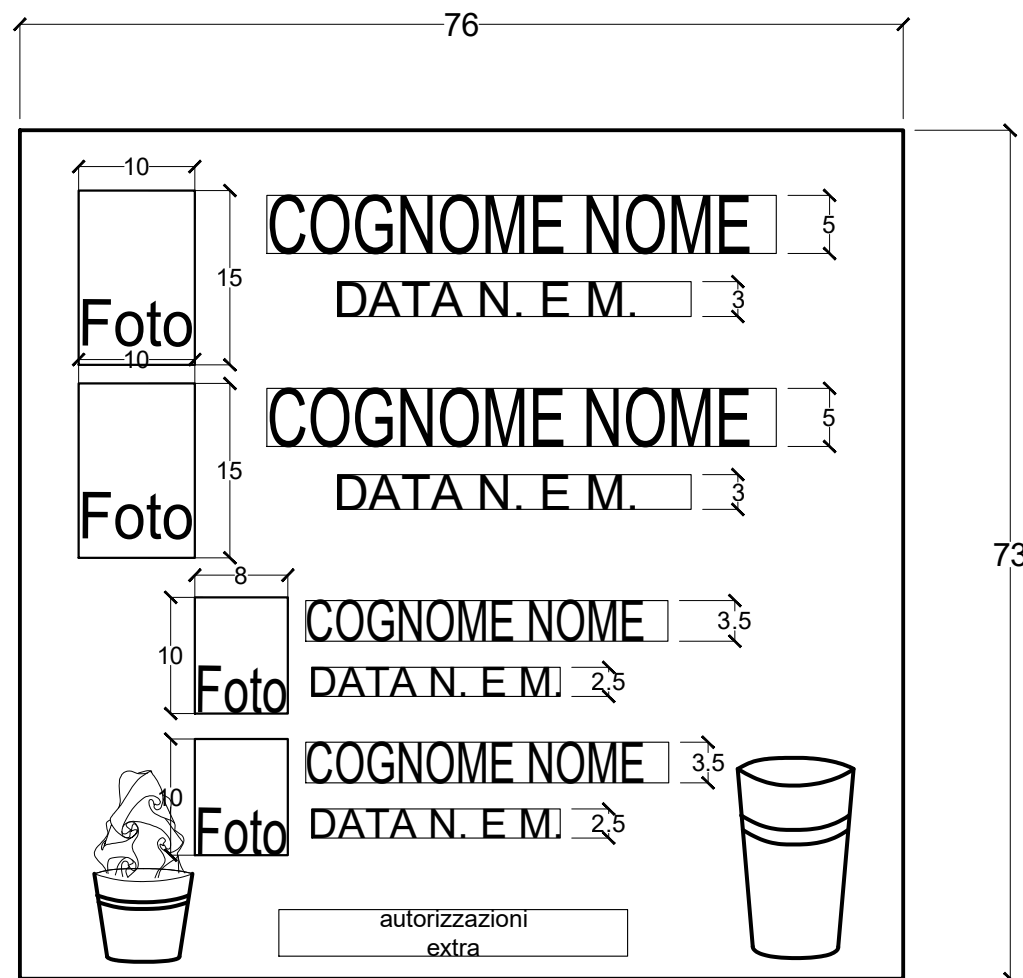 76
10
COGNOME NOME
5
15
DATA N. E M.
3
Foto
10
COGNOME NOME
5
15
DATA N. E M.
3
Foto
73
8
COGNOME NOME
3.5
10
DATA N. E M.
2.5
Foto
COGNOME NOME
3.5
10
DATA N. E M.
2.5
Foto
autorizzazioni
extra